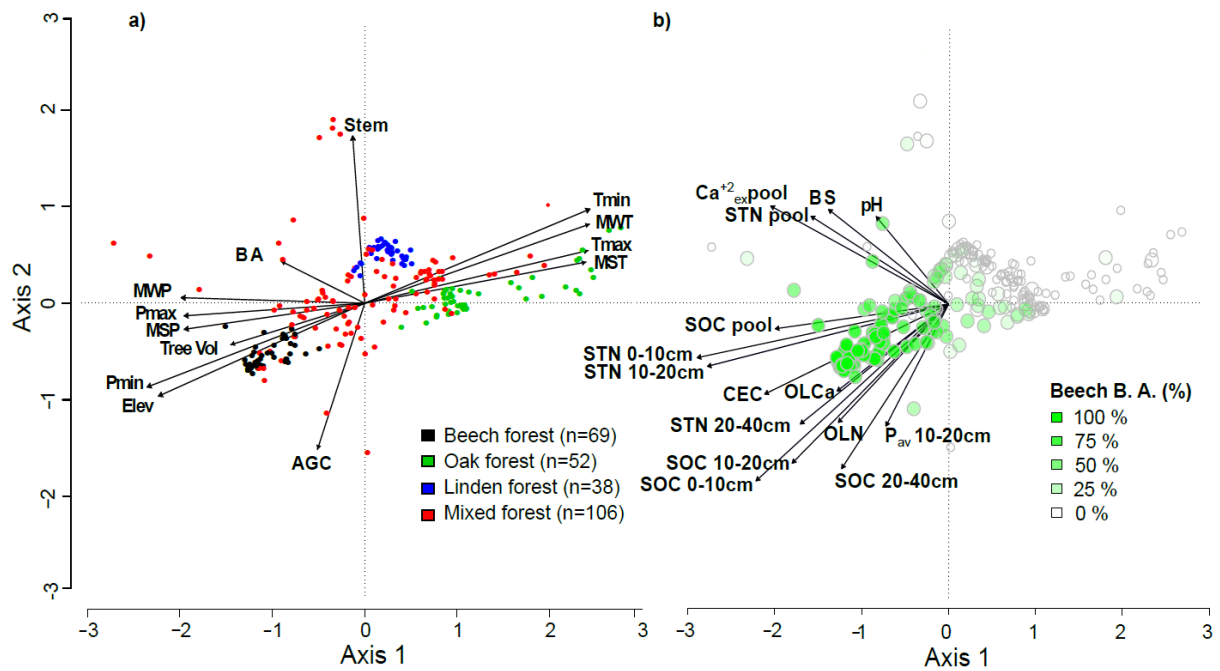 a)
b)
3
2
1
0
−1
−2
−3
Axis 2
Stem
Tmin
MWT
Tmax
MST
BA
MWP
Pmax
MSP
Tree Vol
Pmin
Elev
AGC
Beech forest (n=69)
Oak forest (n=52)
Linden forest (n=38)
Mixed forest (n=106)
−3 −2 −1 0 1 2 3
Axis 1
Ca+2ex pool
STN pool
BS
pH
SOC pool
STN 0-10cm
STN 10-20cm
CEC
OLCa
STN 20-40cm
OLN
Pav 10-20cm
SOC 10-20cm
SOC 0-10cm
SOC 20-40cm
Beech B. A. (%)
100 %
75 %
50 %
25 %
0 %
−3 −2 −1 0 1 2 3
Axis 1